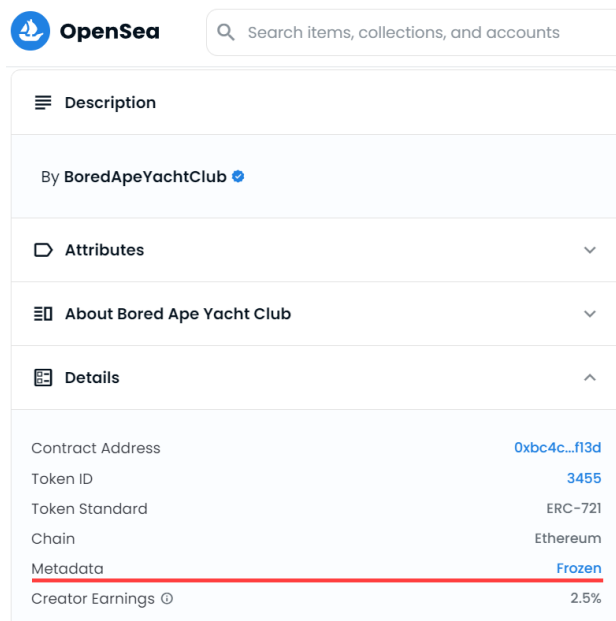 OpenSea
Search items, collections, and accounts
Description
By BoredApeYachtClub
Attributes
About Bored Ape Yacht Club
Details
Contract Address 0xbc4c...f13d
Token ID 3455
Token Standard ERC-721
Chain Ethereum
Metadata Frozen
Creator Earnings 2.5%